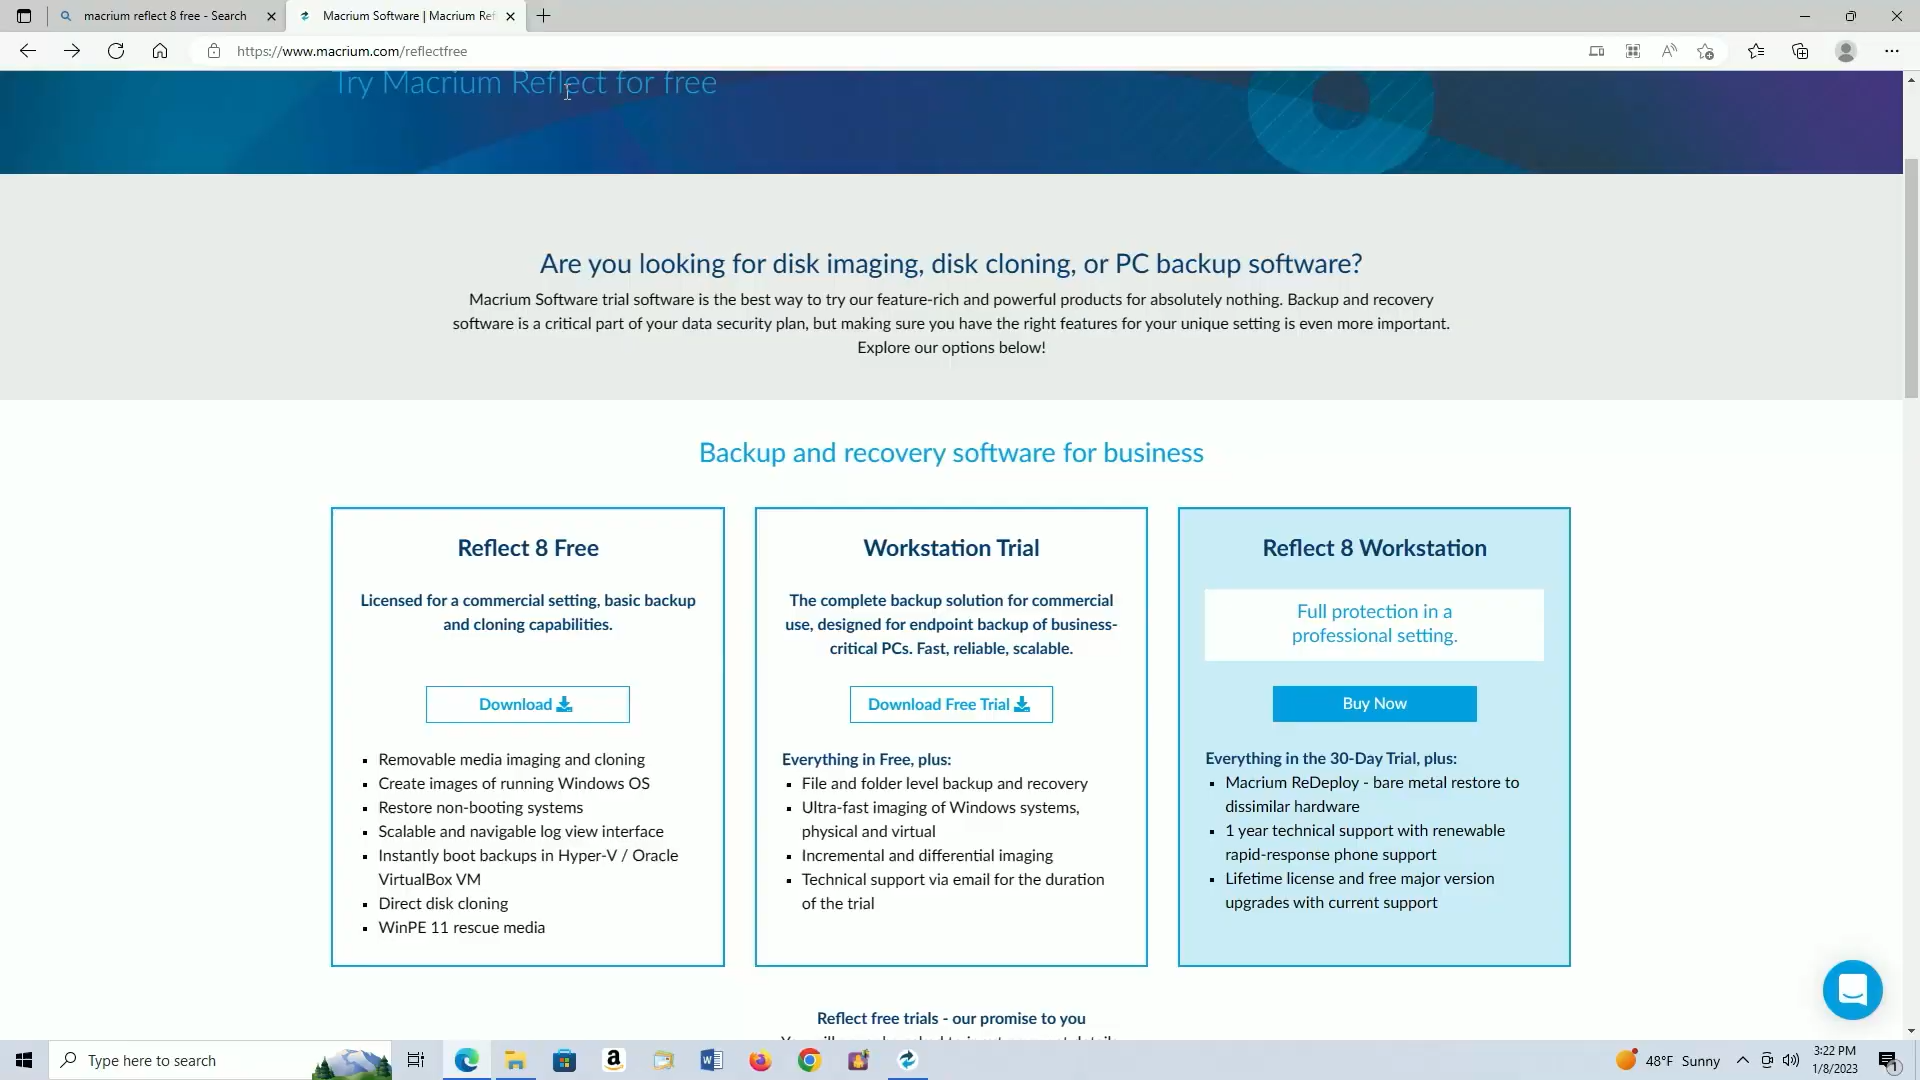 macrium reflect 8 free - Search
Macrium Software | Macrium Ref
https://www.macrium.com/reflectfree
Try Macrium Reflect for free
Are you looking for disk imaging, disk cloning, or PC backup software?
Macrium Software trial software is the best way to try our feature-rich and powerful products for absolutely nothing. Backup and recovery
software is a critical part of your data security plan, but making sure you have the right features for your unique setting is even more important.
Explore our options below!
Backup and recovery software for business
Reflect 8 Free
Licensed for a commercial setting, basic backup
and cloning capabilities.
Download
▪ Removable media imaging and cloning
▪ Create images of running Windows OS
▪ Restore non-booting systems
▪ Scalable and navigable log view interface
▪ Instantly boot backups in Hyper-V / Oracle
VirtualBox VM
▪ Direct disk cloning
▪ WinPE 11 rescue media
Workstation Trial
The complete backup solution for commercial
use, designed for endpoint backup of business-
critical PCs. Fast, reliable, scalable.
Download Free Trial
Everything in Free, plus:
▪ File and folder level backup and recovery
▪ Ultra-fast imaging of Windows systems,
physical and virtual
▪ Incremental and differential imaging
▪ Technical support via email for the duration
of the trial
Reflect 8 Workstation
Full protection in a
professional setting.
Buy Now
Everything in the 30-Day Trial, plus:
▪ Macrium ReDeploy - bare metal restore to
dissimilar hardware
▪ 1 year technical support with renewable
rapid-response phone support
▪ Lifetime license and free major version
upgrades with current support
Reflect free trials - our promise to you
Type here to search
48°F Sunny
3:22 PM
1/8/2023